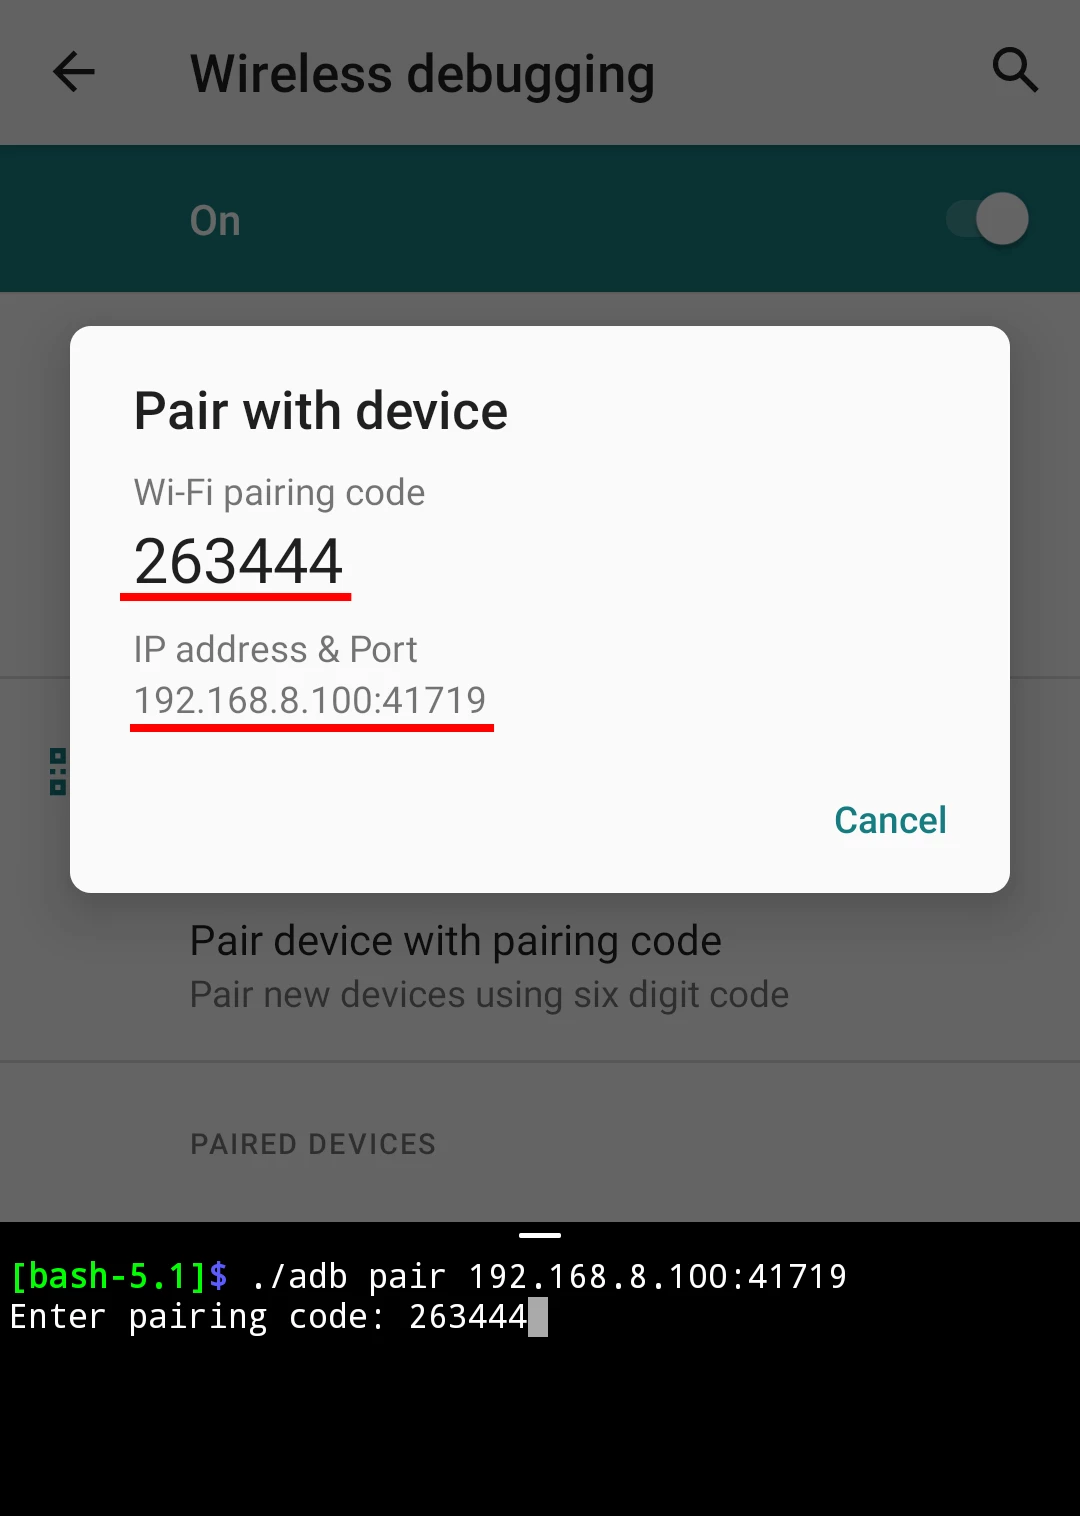 Wireless debugging
On
Pair with device
Wi-Fi pairing code
263444
IP address & Port
192.168.8.100:41719
Cancel
Pair device with pairing code
Pair new devices using six digit code
PAIRED DEVICES
[bash-5.1]$ ./adb pair 192.168.8.100:41719
Enter pairing code: 263444